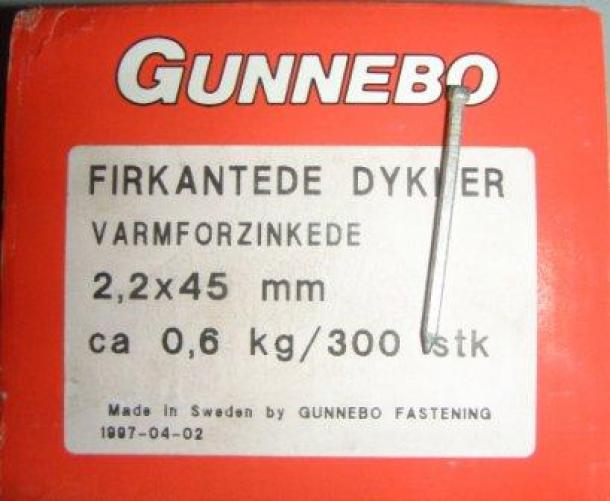 GUNNEBO
FIRKANTEDE DYKKER
VARMFORZINKEDE
2,2x45 mm
ca 0,6 kg/300 stk
Made in Sweden by GUNNEBO FASTENING
1997-04-02